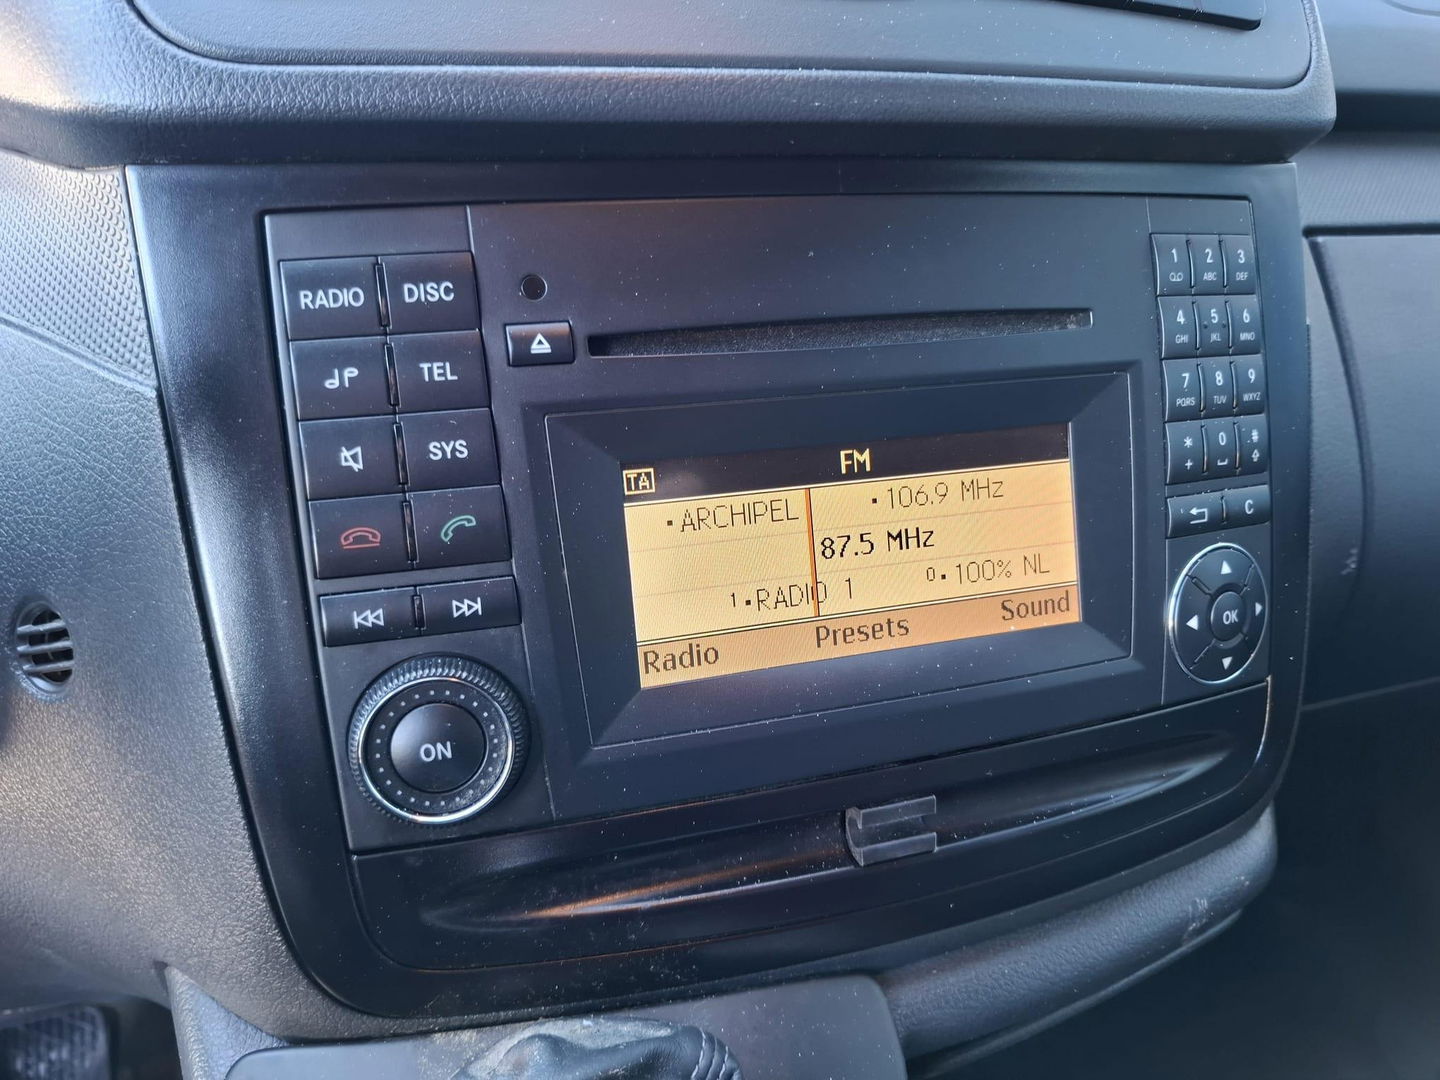 RADIO DISC
TEL
SYS
ON
TA FM
ARCHIPEL 106.9 MHz
87.5 MHz
1 RADIO 1 0 100% NL
Radio Presets Sound
1 2 3
ABC DEF
4 5 6
GHI JKL MNO
7 8 9
PQRS TUV WXYZ
* 0 #
+
C
OK